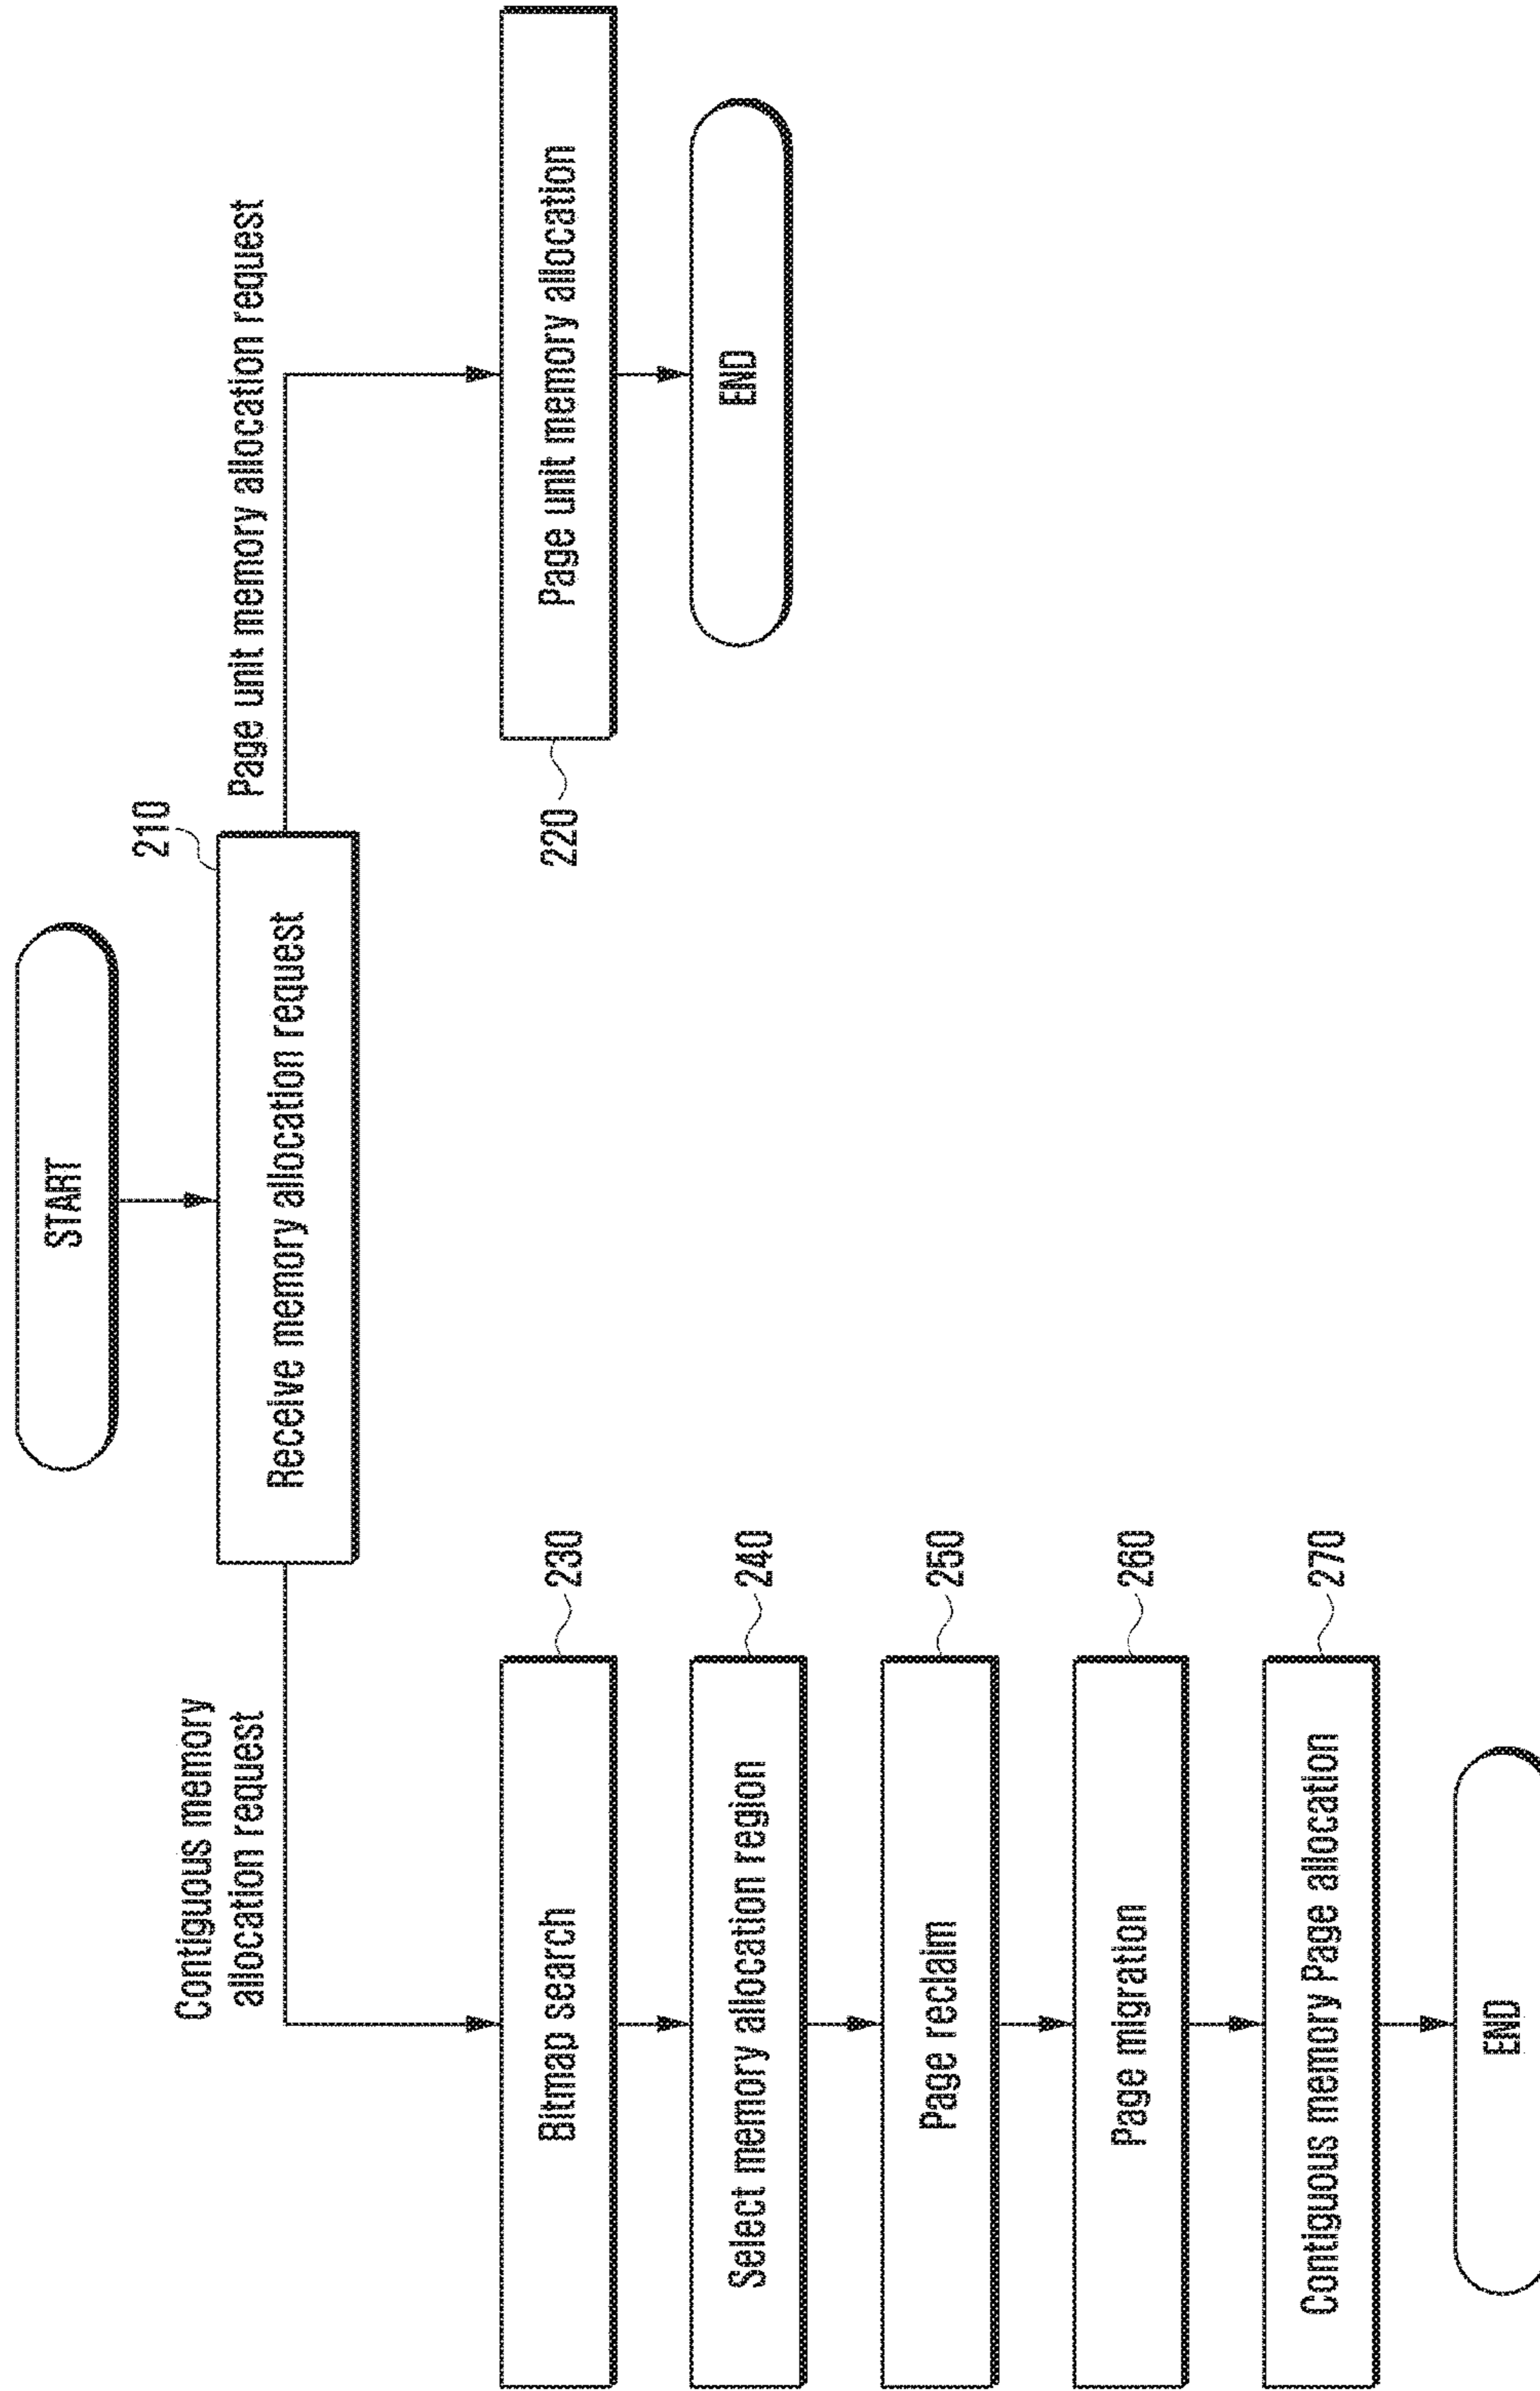 START
210
Receive memory allocation request
Contiguous memory
allocation request
Page unit memory allocation request
Bitmap search
230
220
Page unit memory allocation
Select memory allocation region
240
END
Page reclaim
250
Page migration
260
Contiguous memory Page allocation
270
END